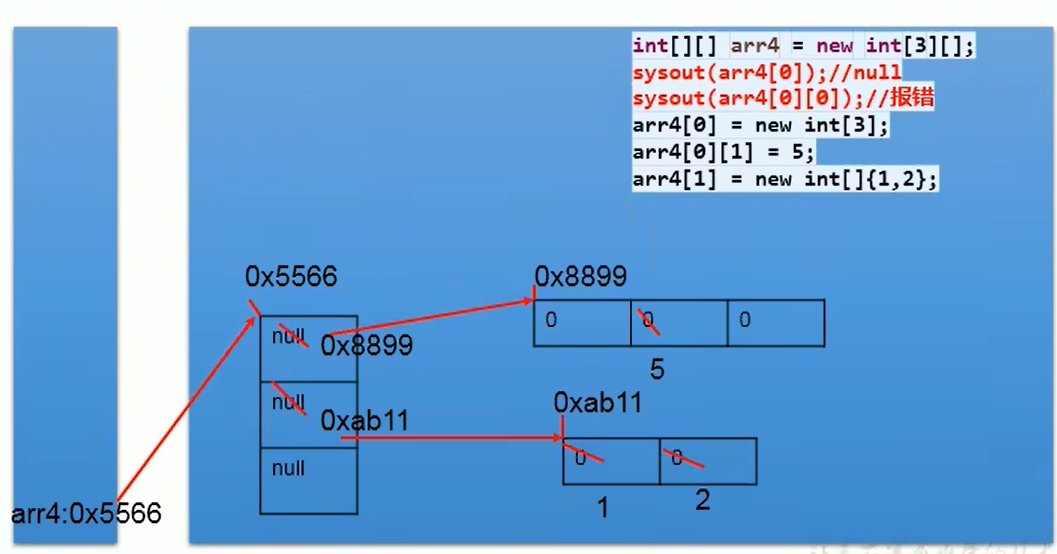 int[][] arr4 = new int[3][];
sysout(arr4[0]);//null
sysout(arr4[0][0]);//报错
arr4[0] = new int[3];
arr4[0][1] = 5;
arr4[1] = new int[]{1,2};
0x5566
0x8899
null
0x8899
0
0
0
5
null
0xab11
0xab11
0
0
1
2
null
arr4:0x5566